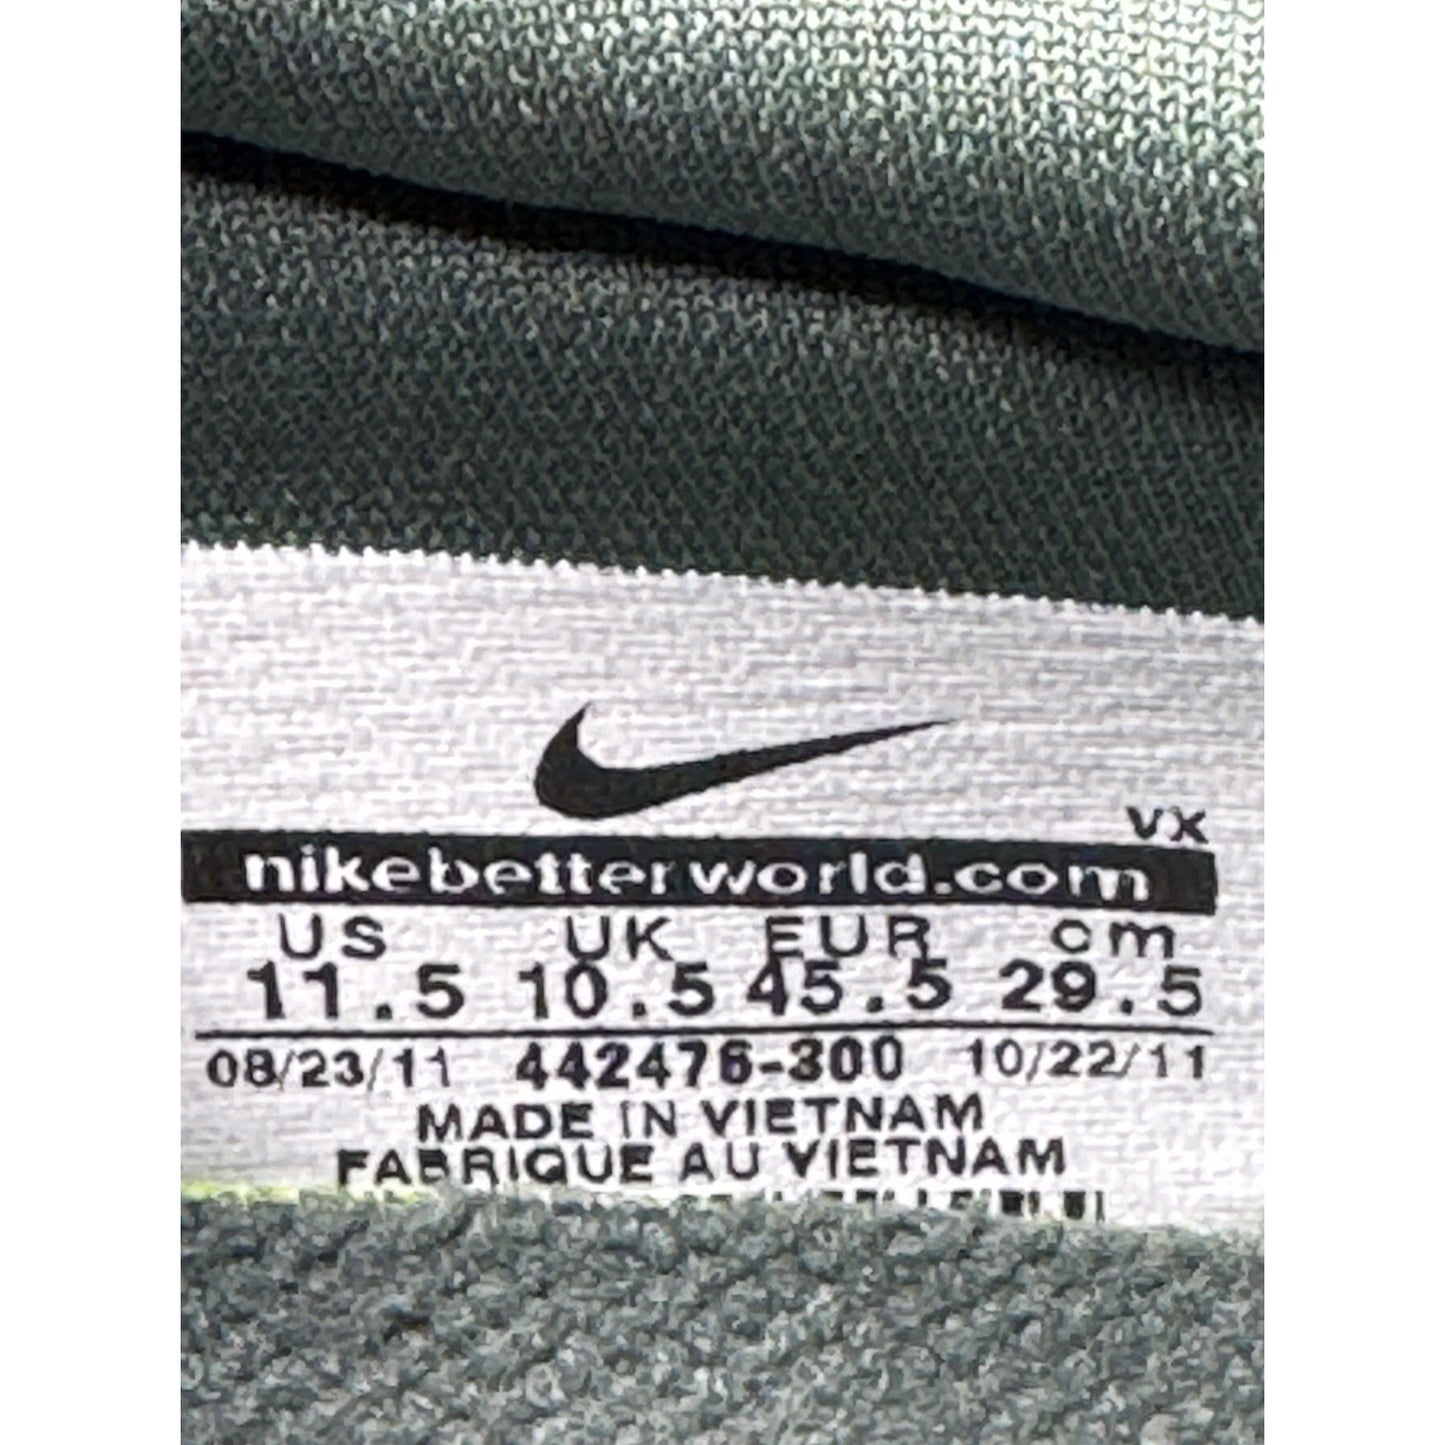 VX
nikebetterworld.com
US UK EUR cm
11.5 10.5 45.5 29.5
08/23/11 442476-300 10/22/11
MADE IN VIETNAM
FABRIQUE AU VIETNAM